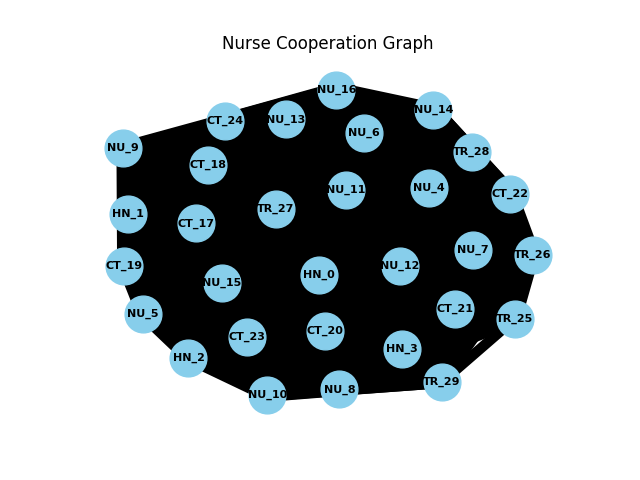 Nurse Cooperation Graph
NU_16
NU_14
CT_24
NU_13
NU_6
NU_9
TR_28
CT_18
NU_11
NU_4
CT_22
HN_1
CT_17
TR_27
NU_7
TR_26
CT_19
NU_15
HN_0
NU_12
NU_5
CT_21
TR_25
CT_23
CT_20
HN_3
HN_2
NU_10
NU_8
TR_29